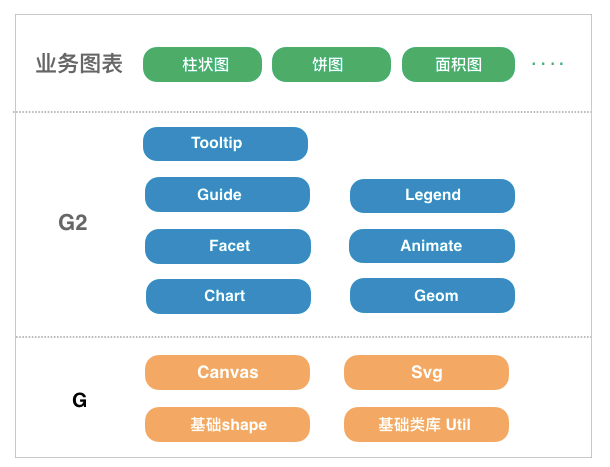 业务图表 柱状图 饼图 面积图 ····
Tooltip
Guide Legend
G2
Facet Animate
Chart Geom
Canvas Svg
G
基础shape 基础类库 Util